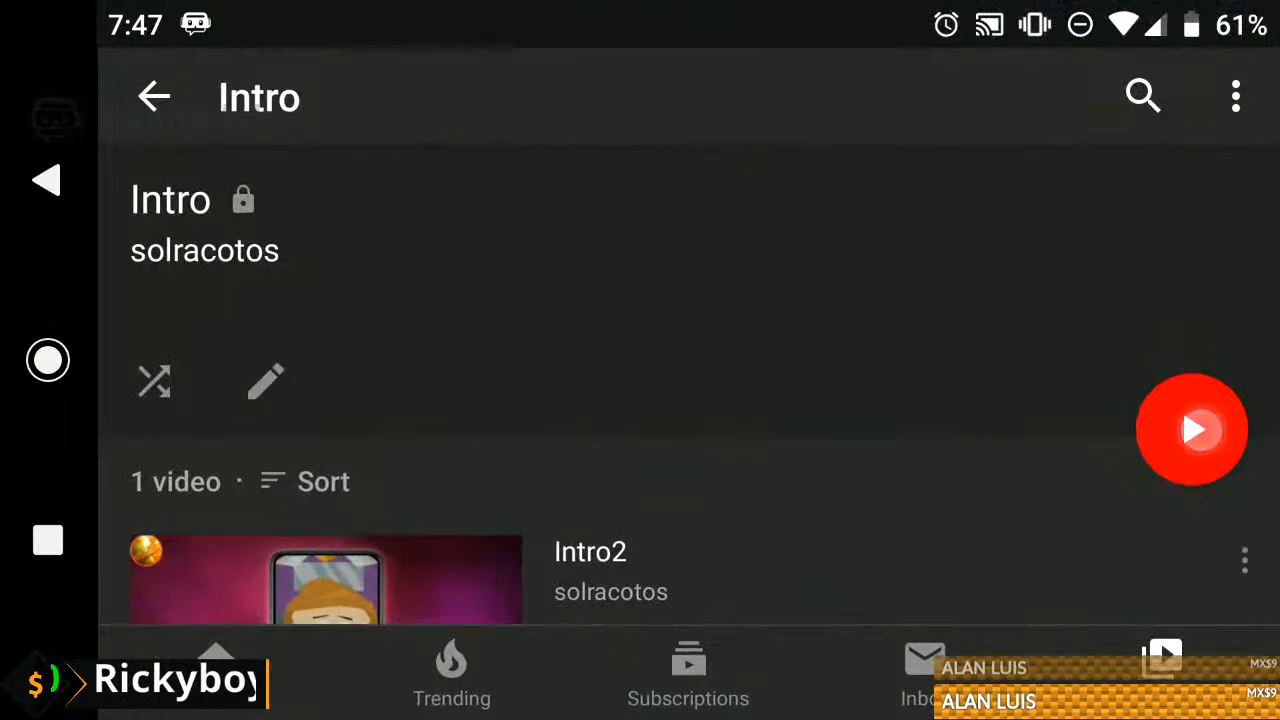 7:47
61%
Intro
Intro
solracotos
1 video · Sort
Intro2
solracotos
Trending
Subscriptions
ALAN LUIS MX$9
ALAN LUIS MX$9
Rickyboy